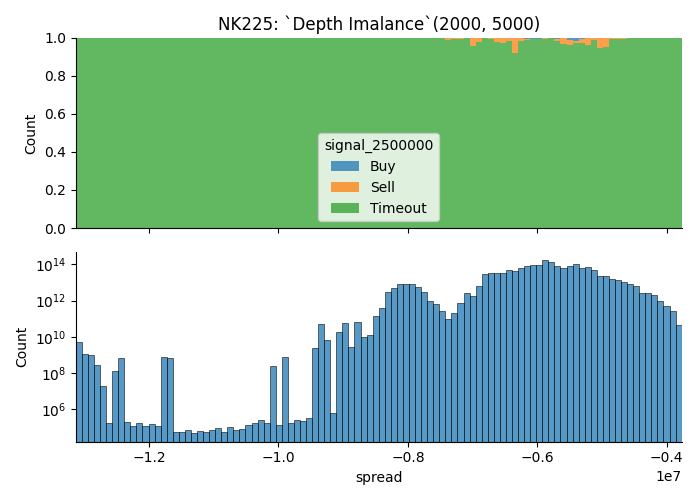 NK225: `Depth Imalance`(2000, 5000)
1.0
0.8
0.6
0.4
0.2
0.0
Count
signal_2500000
Buy
Sell
Timeout
10^14
10^12
10^10
10^8
10^6
Count
−1.2 −1.0 −0.8 −0.6 −0.4
1e7
spread